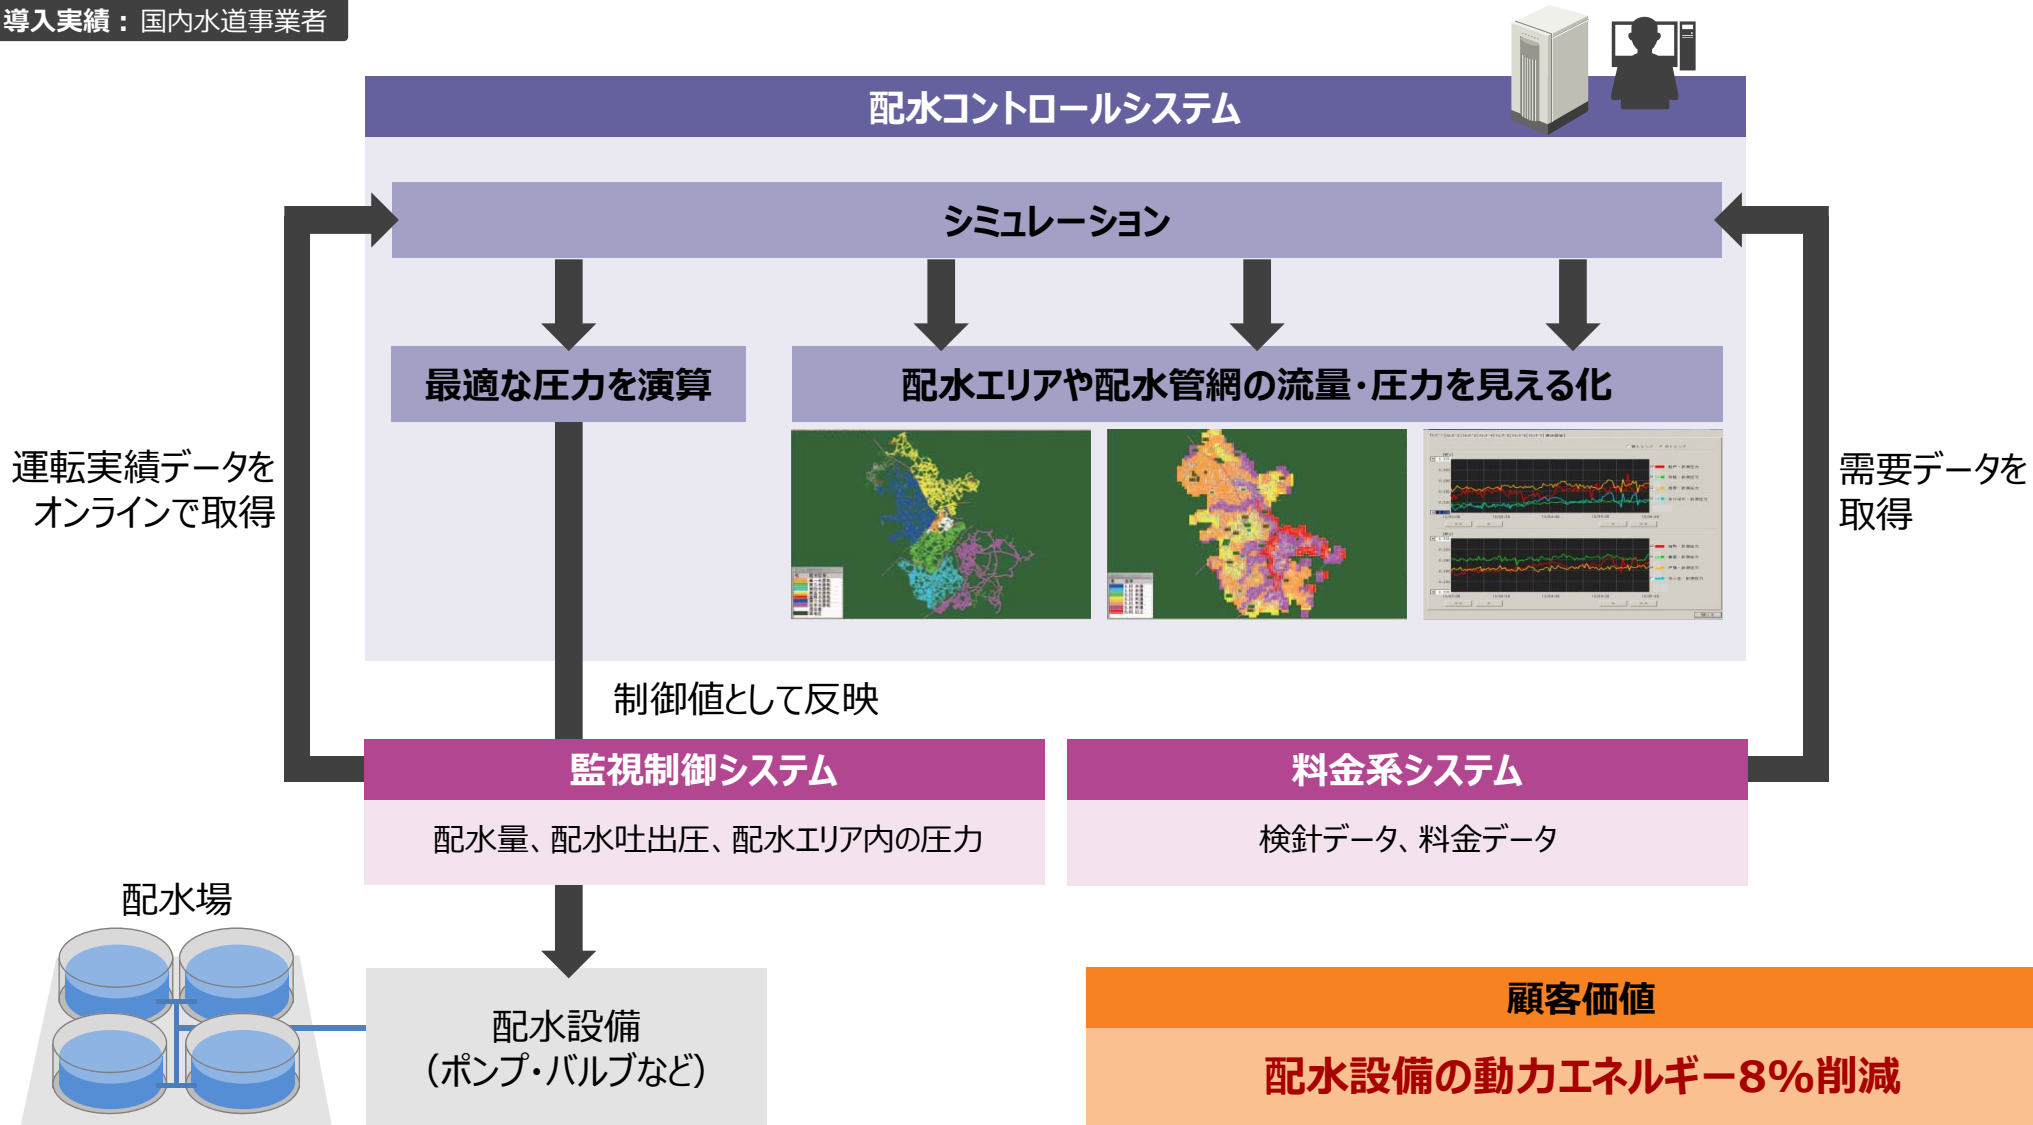 導入実績：国内水道事業者
配水コントロールシステム
シミュレーション
最適な圧力を演算
配水エリアや配水管網の流量・圧力を見える化
運転実績データを
オンラインで取得
需要データを
取得
制御値として反映
監視制御システム
配水量、配水吐出圧、配水エリア内の圧力
料金系システム
検針データ、料金データ
配水場
配水設備
（ポンプ・バルブなど）
顧客価値
配水設備の動力エネルギー8%削減